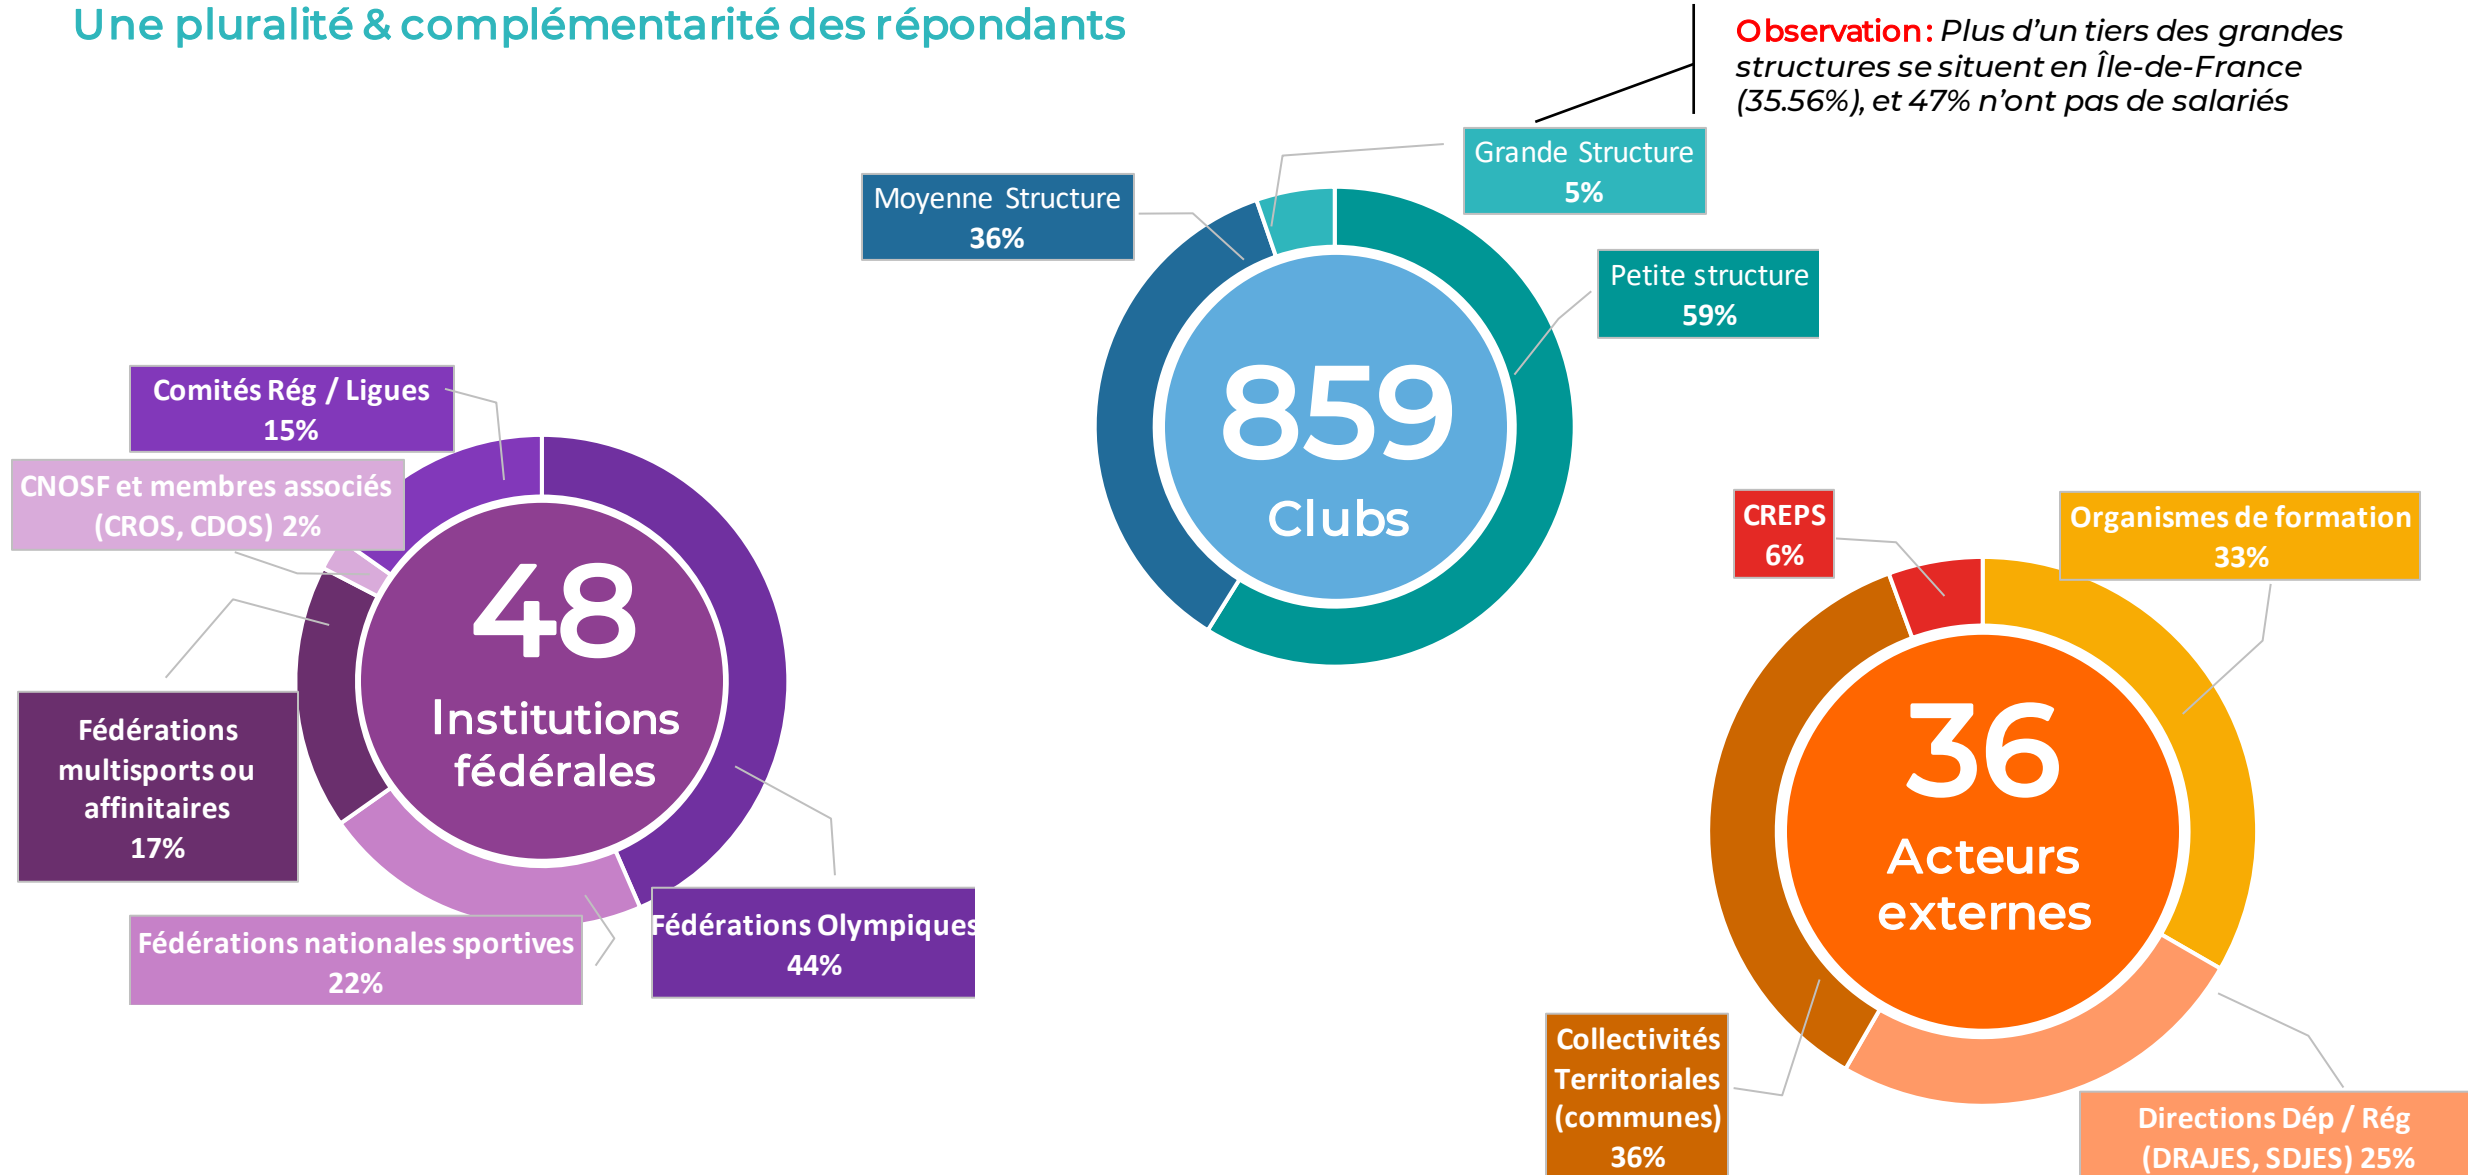 Une pluralité & complémentarité des répondants
Observation : Plus d'un tiers des grandes
structures se situent en Île-de-France
(35.56%), et 47% n'ont pas de salariés
Grande Structure
5%
Moyenne Structure
36%
Petite structure
59%
859
Clubs
Comités Rég / Ligues
15%
CNOSF et membres associés
(CROS, CDOS) 2%
48
Institutions
fédérales
Fédérations
multisports ou
affinitaires
17%
Fédérations nationales sportives
22%
Fédérations Olympiques
44%
CREPS
6%
Organismes de formation
33%
36
Acteurs
externes
Collectivités
Territoriales
(communes)
36%
Directions Dép / Rég
(DRAJES, SDJES) 25%